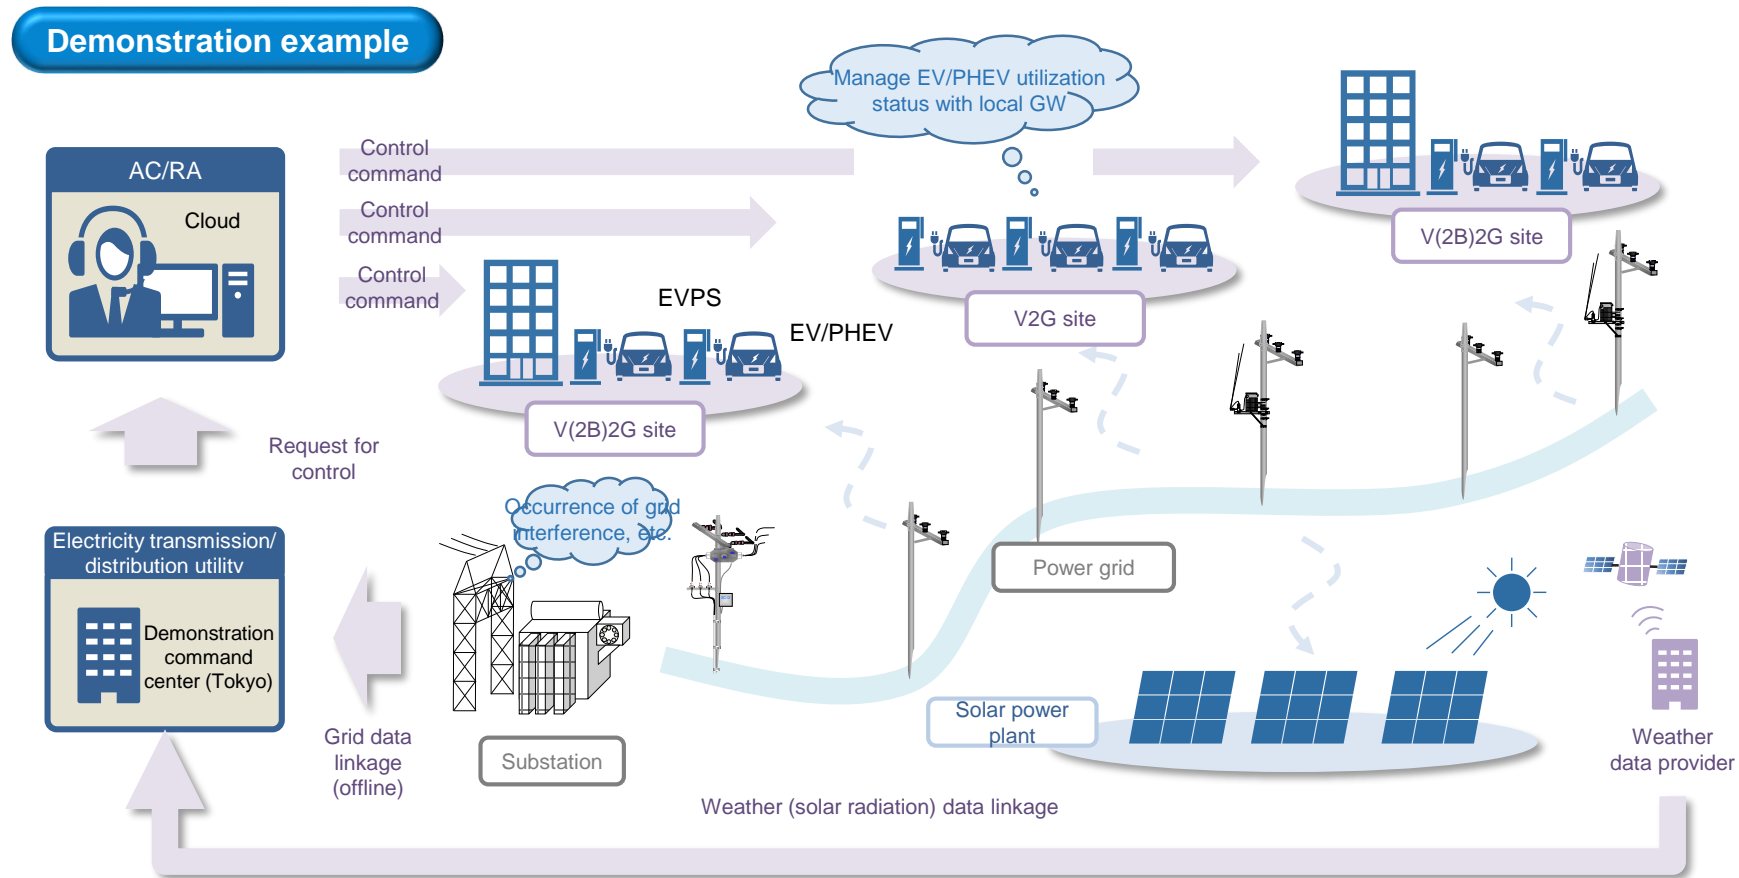 Demonstration example
Manage EV/PHEV utilization
status with local GW
AC/RA
Cloud
Control
command
Control
command
Control
command
EVPS
EV/PHEV
V(2B)2G site
V2G site
V(2B)2G site
Request for
control
Occurrence of grid
interference, etc.
Electricity transmission/
distribution utility
Demonstration
command
center (Tokyo)
Power grid
Grid data
linkage
(offline)
Substation
Solar power
plant
Weather
data provider
Weather (solar radiation) data linkage